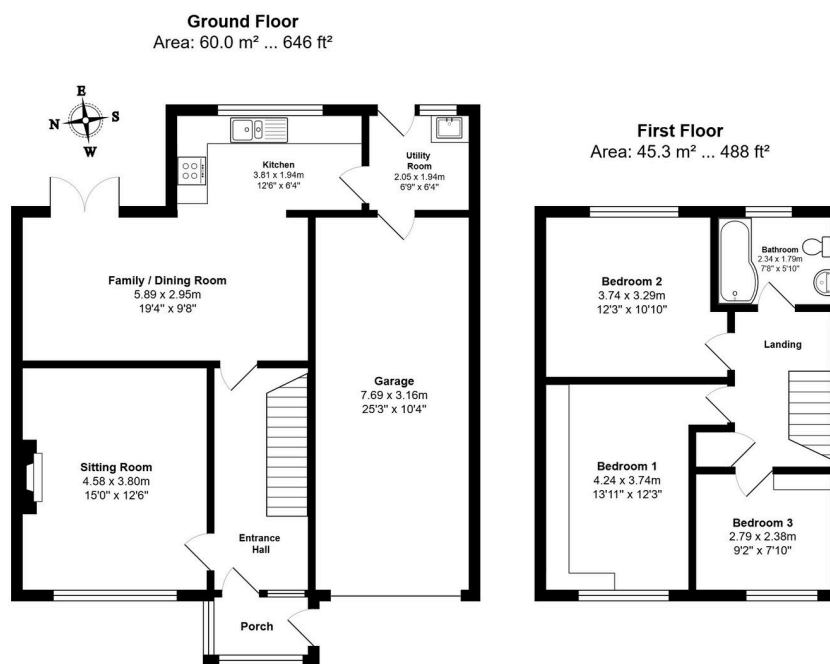 Ground Floor
Area: 60.0 m² ... 646 ft²
E
N
S
W
Kitchen
3.81 x 1.94m
12'6" x 6'4"
Utility
Room
2.05 x 1.94m
6'9" x 6'4"
Family / Dining Room
5.89 x 2.95m
19'4" x 9'8"
Garage
7.69 x 3.16m
25'3" x 10'4"
Sitting Room
4.58 x 3.80m
15'0" x 12'6"
Entrance
Hall
Porch
First Floor
Area: 45.3 m² ... 488 ft²
Bathroom
2.34 x 1.79m
7'8" x 5'10"
Bedroom 2
3.74 x 3.29m
12'3" x 10'10"
Landing
Bedroom 1
4.24 x 3.74m
13'11" x 12'3"
Bedroom 3
2.79 x 2.38m
9'2" x 7'10"